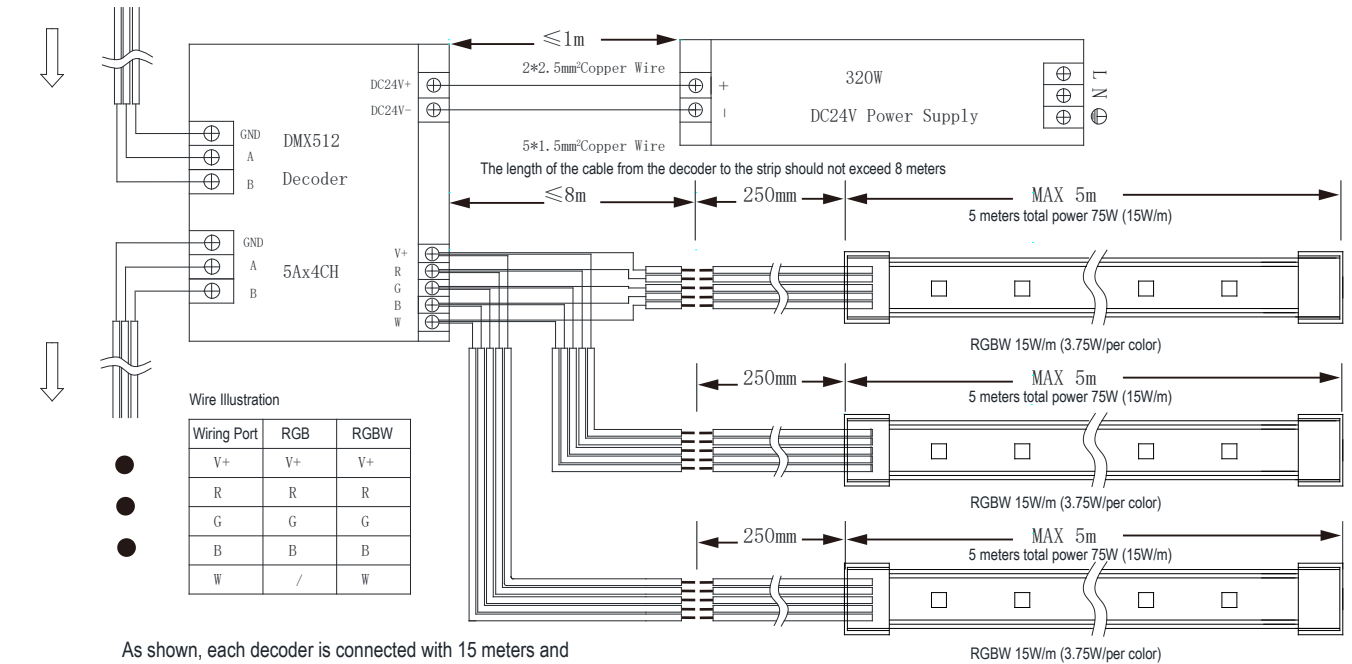 ≤1m
2*2.5mm²Copper Wire
DC24V+
DC24V-
320W
DC24V Power Supply
+
-
L
N
GND
A
B
DMX512
Decoder
5*1.5mm²Copper Wire
The length of the cable from the decoder to the strip should not exceed 8 meters
≤8m
250mm
MAX 5m
5 meters total power 75W (15W/m)
GND
A
B
5Ax4CH
V+
R
G
B
W
RGBW 15W/m (3.75W/per color)
250mm
MAX 5m
5 meters total power 75W (15W/m)
RGBW 15W/m (3.75W/per color)
Wire Illustration
Wiring Port RGB RGBW
V+ V+ V+
R R R
G G G
B B B
W / W
250mm
MAX 5m
5 meters total power 75W (15W/m)
RGBW 15W/m (3.75W/per color)
As shown, each decoder is connected with 15 meters and